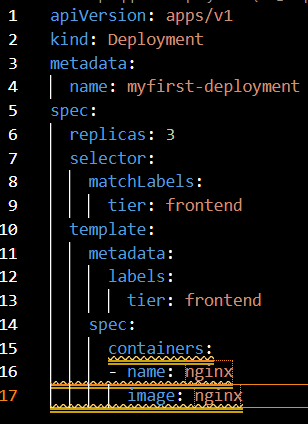 1 apiVersion: apps/v1
2 kind: Deployment
3 metadata:
4   name: myfirst-deployment
5 spec:
6   replicas: 3
7   selector:
8     matchLabels:
9       tier: frontend
10   template:
11     metadata:
12       labels:
13         tier: frontend
14     spec:
15       containers:
16       - name: nginx
17         image: nginx